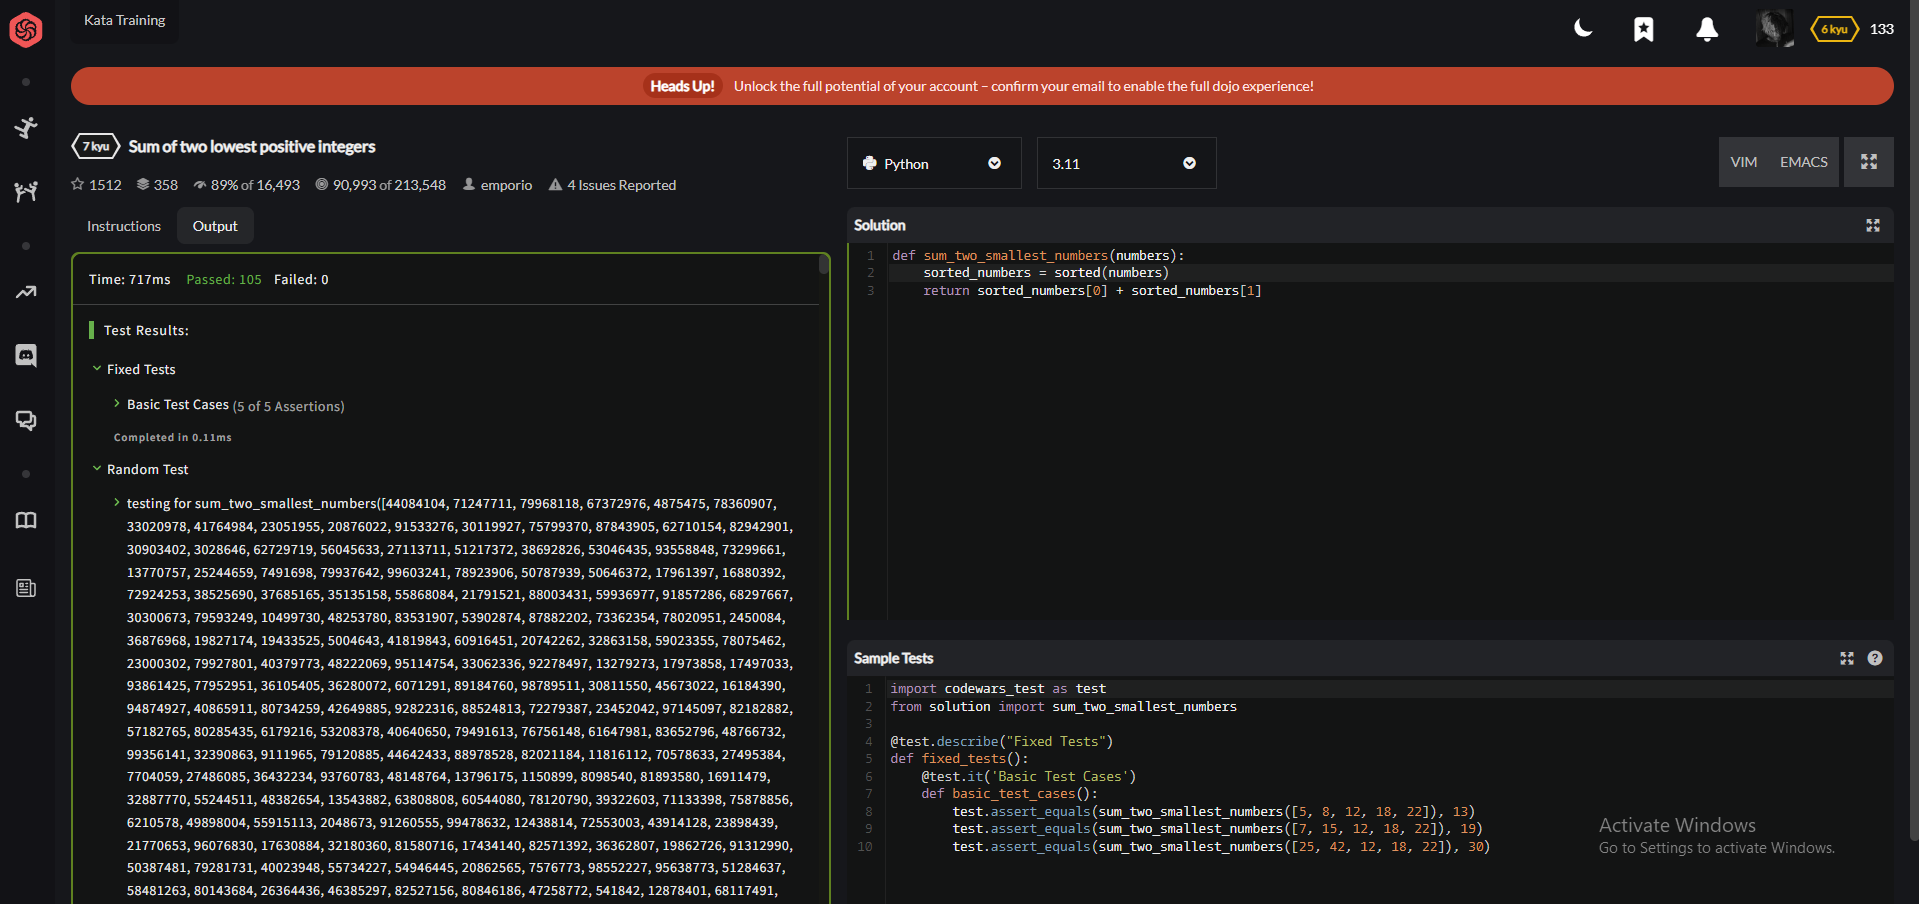 Kata Training
6 kyu 133
Heads Up! Unlock the full potential of your account – confirm your email to enable the full dojo experience!
7 kyu Sum of two lowest positive integers
1512 358 89% of 16,493 90,993 of 213,548 emporio 4 Issues Reported
Instructions Output
Time: 717ms Passed: 105 Failed: 0
Test Results:
Fixed Tests
Basic Test Cases (5 of 5 Assertions)
Completed in 0.11ms
Random Test
testing for sum_two_smallest_numbers([44084104, 71247711, 79968118, 67372976, 4875475, 78360907,
33020978, 41764984, 23051955, 20876022, 91533276, 30119927, 75799370, 87843905, 62710154, 82942901,
30903402, 3028646, 62729719, 56045633, 27113711, 51217372, 38692826, 53046435, 93558848, 73299661,
13770757, 25244659, 7491698, 79937642, 99603241, 78923906, 50787939, 50646372, 17961397, 16880392,
72924253, 38525690, 37685165, 35135158, 55868084, 21791521, 88003431, 59936977, 91857286, 68297667,
30300673, 79593249, 10499730, 48253780, 83531907, 53902874, 87882202, 73362354, 78020951, 2450084,
36876968, 19827174, 19433525, 5004643, 41819843, 60916451, 20742262, 32863158, 59023355, 78075462,
23000302, 79927801, 40379773, 48222069, 95114754, 33062336, 92278497, 13279273, 17973858, 17497033,
93861425, 77952951, 36105405, 36280072, 6071291, 89184760, 98789511, 30811550, 45673022, 16184390,
94874927, 40865911, 80734259, 42649885, 92822316, 88524813, 72279387, 23452042, 97145097, 82182882,
57182765, 80285435, 6179216, 53208378, 40640650, 79491613, 76756148, 61647981, 83652796, 48766732,
99356141, 32390863, 9111965, 79120885, 44642433, 88978528, 82021184, 11816112, 70578633, 27495384,
7704059, 27486085, 36432234, 93760783, 48148764, 13796175, 1150899, 8098540, 81893580, 16911479,
32887770, 55244511, 48382654, 13543882, 63808808, 60544080, 78120790, 39322603, 71133398, 75878856,
6210578, 49898004, 55915113, 2048673, 91260555, 99478632, 12438814, 72553003, 43914128, 23898439,
21770653, 96076830, 17630884, 32180360, 81580716, 17434140, 82571392, 36362807, 19862726, 91312990,
50387481, 79281731, 40023948, 55734227, 54946445, 20862565, 7576773, 98552227, 95638773, 51284637,
58481263, 80143684, 26364436, 46385297, 82527156, 80846186, 47258772, 541842, 12878401, 68117491,
Python 3.11 VIM EMACS
Solution
1 def sum_two_smallest_numbers(numbers):
2 sorted_numbers = sorted(numbers)
3 return sorted_numbers[0] + sorted_numbers[1]
Sample Tests ?
1 import codewars_test as test
2 from solution import sum_two_smallest_numbers
3
4 @test.describe("Fixed Tests")
5 def fixed_tests():
6 @test.it('Basic Test Cases')
7 def basic_test_cases():
8 test.assert_equals(sum_two_smallest_numbers([5, 8, 12, 18, 22]), 13)
9 test.assert_equals(sum_two_smallest_numbers([7, 15, 12, 18, 22]), 19)
10 test.assert_equals(sum_two_smallest_numbers([25, 42, 12, 18, 22]), 30)
Activate Windows
Go to Settings to activate Windows.